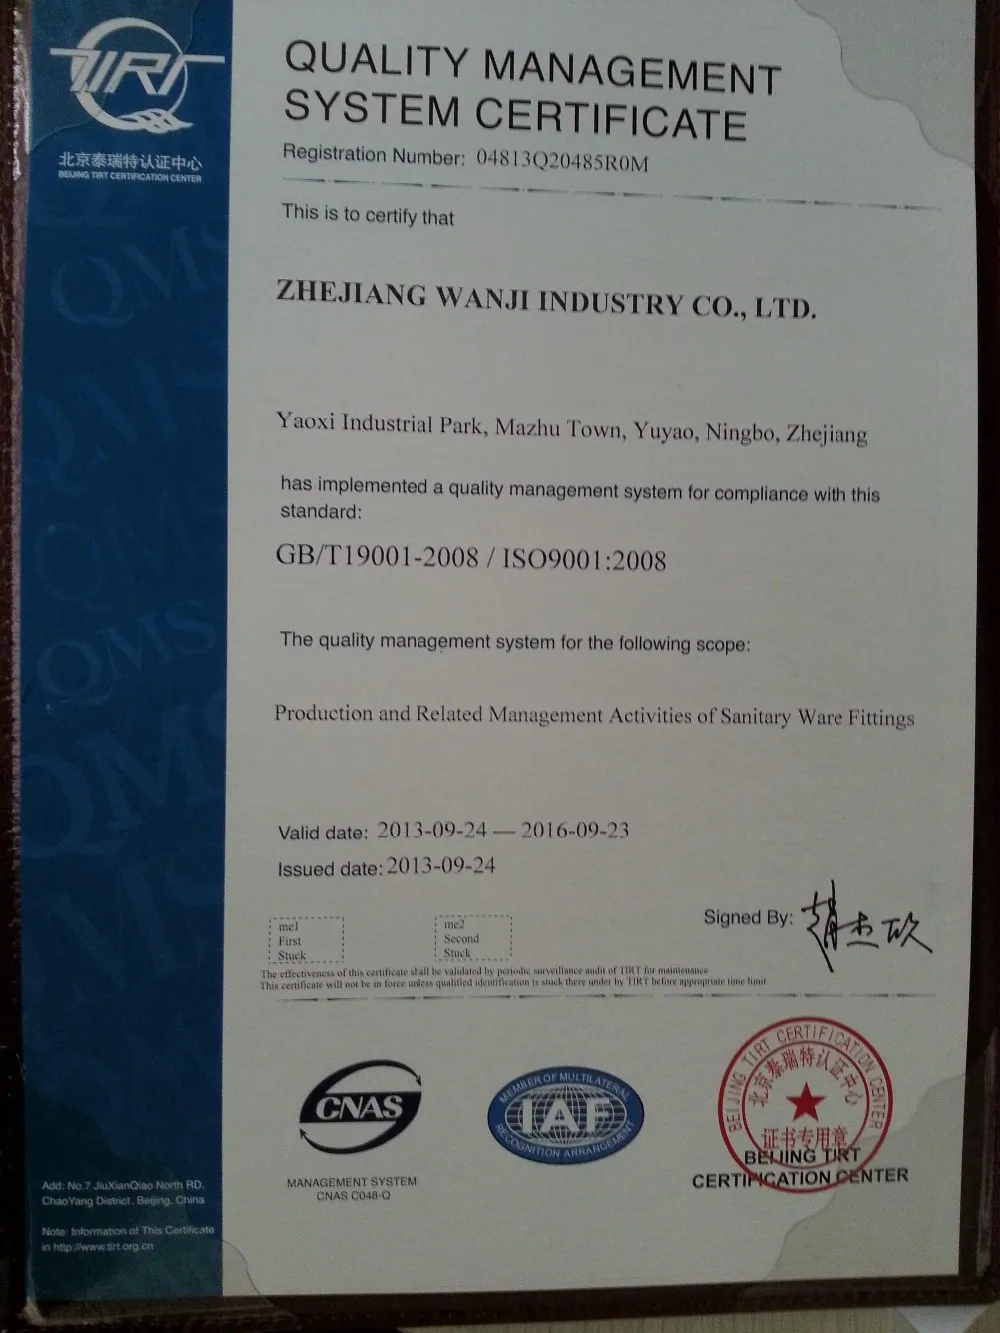 TIRT
北京泰瑞特认证中心
BEIJING TIRT CERTIFICATION CENTER
QUALITY MANAGEMENT
SYSTEM CERTIFICATE
Registration Number: 04813Q20485R0M
This is to certify that
ZHEJIANG WANJI INDUSTRY CO., LTD.
Yaoxi Industrial Park, Mazhu Town, Yuyao, Ningbo, Zhejiang
has implemented a quality management system for compliance with this
standard:
GB/T19001-2008 / ISO9001:2008
The quality management system for the following scope:
Production and Related Management Activities of Sanitary Ware Fittings
Valid date: 2013-09-24 — 2016-09-23
Issued date: 2013-09-24
me1
First
Stuck
me2
Second
Stuck
Signed By:
The effectiveness of this certificate shall be validated by periodic surveillance audit of TIRT for maintenance
This certificate will not be in force unless qualified identification is stuck there under by TIRT before appropriate time limit
CNAS
MANAGEMENT SYSTEM
CNAS C048-Q
MEMBER OF MULTILATERAL
IAF
RECOGNITION ARRANGEMENT
BEIJING TIRT CERTIFICATION CENTER
北京泰瑞特认证中心
证书专用章
BEIJING TIRT
CERTIFICATION CENTER
Add: No.7 JiuXianQiao North RD,
ChaoYang District, Beijing, China
Note: Information of This Certificate
in http://www.tirt.org.cn
QMS
QMS
QMS
QMS